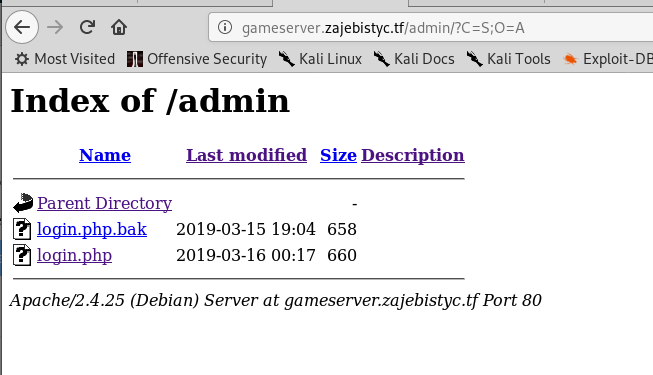 gameserver.zajebistyc.tf/admin/?C=S;O=A
Most Visited Offensive Security Kali Linux Kali Docs Kali Tools Exploit-DB
Index of /admin
Name Last modified Size Description
Parent Directory -
login.php.bak 2019-03-15 19:04 658
login.php 2019-03-16 00:17 660
Apache/2.4.25 (Debian) Server at gameserver.zajebistyc.tf Port 80